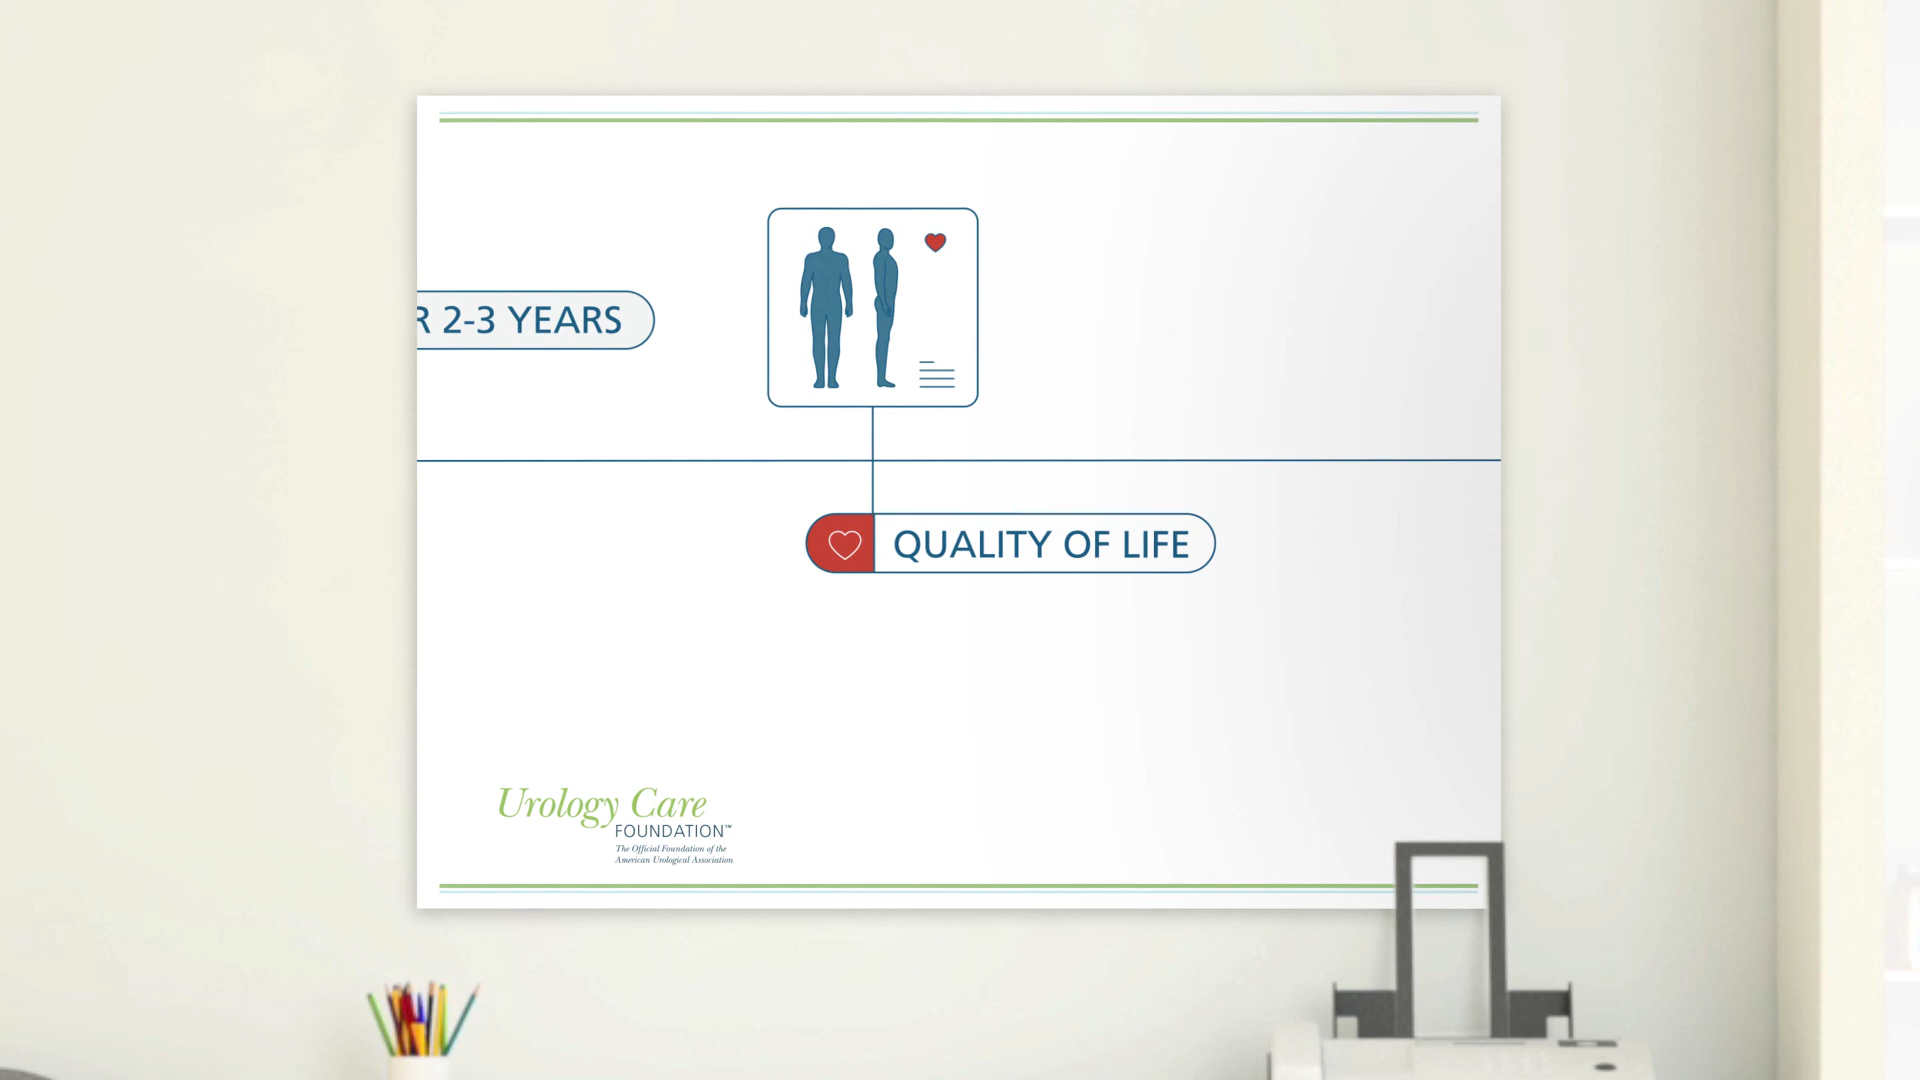 R 2-3 YEARS
QUALITY OF LIFE
Urology Care
FOUNDATION™
The Official Foundation of the
American Urological Association